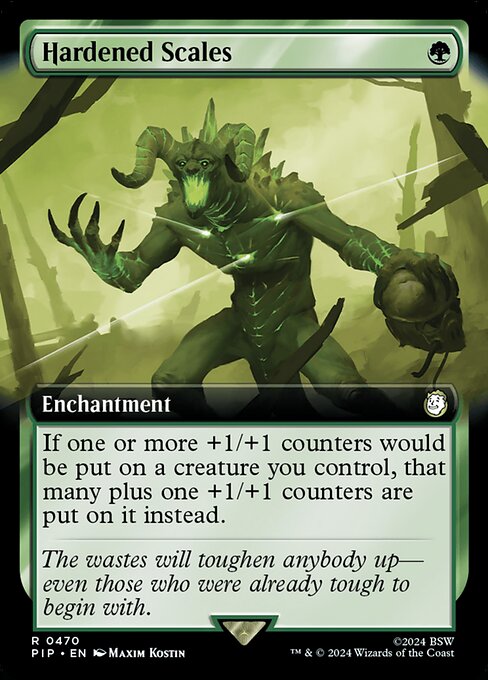 Hardened Scales
Enchantment
If one or more +1/+1 counters would
be put on a creature you control, that
many plus one +1/+1 counters are
put on it instead.
The wastes will toughen anybody up—
even those who were already tough to
begin with.
R 0470
PIP • EN Maxim Kostin
©2024 BSW
™ & © 2024 Wizards of the Coast